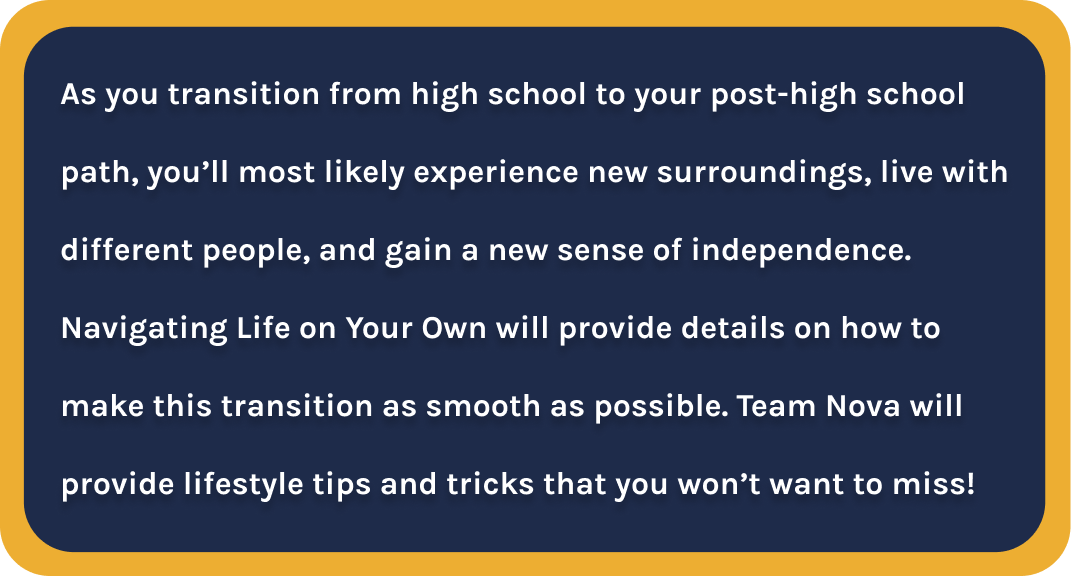 As you transition from high school to your post-high school
path, you’ll most likely experience new surroundings, live with
different people, and gain a new sense of independence.
Navigating Life on Your Own will provide details on how to
make this transition as smooth as possible. Team Nova will
provide lifestyle tips and tricks that you won’t want to miss!